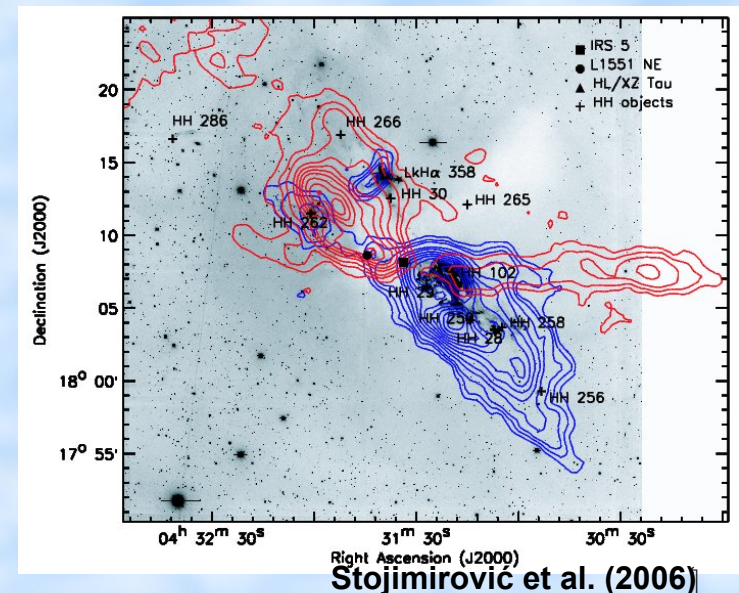 IRS 5
L1551 NE
HL/XZ Tau
HH objects
20
HH 286
HH 266
15
LkHα 358
HH 30
HH 265
HH 262
10
HH 102
HH 29
05
HH 258
HH 28
18° 00'
HH 256
17° 55'
Declination (J2000)
04ʰ 32ᵐ 30ˢ
31ᵐ 30ˢ
30ᵐ 30ˢ
Right Ascension (J2000)
Stojimirović et al. (2006)